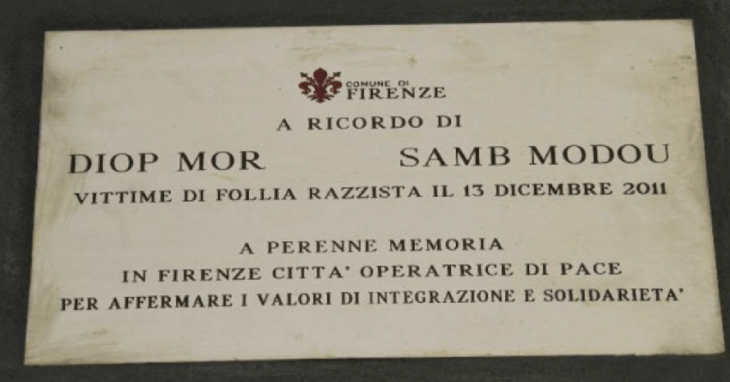 COMUNE DI
FIRENZE
A RICORDO DI
DIOP MOR SAMB MODOU
VITTIME DI FOLLIA RAZZISTA IL 13 DICEMBRE 2011
A PERENNE MEMORIA
IN FIRENZE CITTA' OPERATRICE DI PACE
PER AFFERMARE I VALORI DI INTEGRAZIONE E SOLIDARIETA'